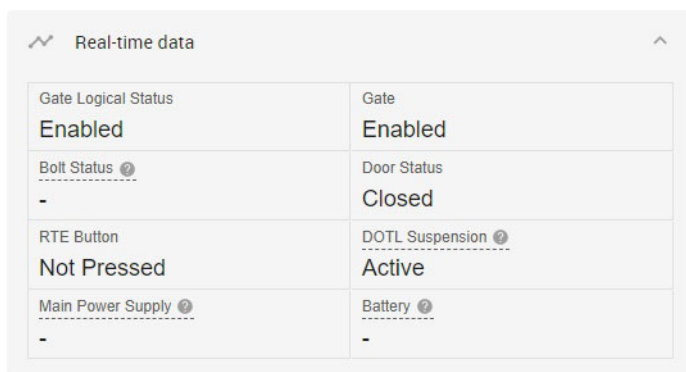 Real-time data
Gate Logical Status
Gate
Enabled
Enabled
Bolt Status ?
Door Status
-
Closed
RTE Button
DOTL Suspension ?
Not Pressed
Active
Main Power Supply ?
Battery ?
-
-